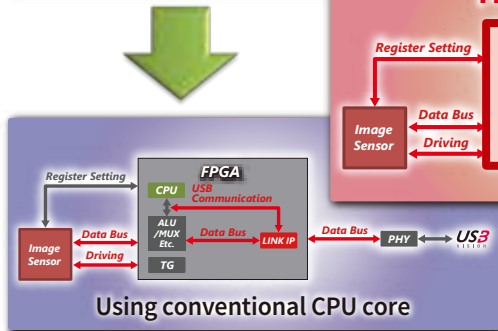 Register Setting
Image
Sensor
Data Bus
Driving
FPGA
Register Setting
CPU
USB
Communication
ALU
/MUX
Etc.
Data Bus
LINK IP
Data Bus
PHY
USB
VISION
Image
Sensor
Data Bus
Driving
TG
Using conventional CPU core